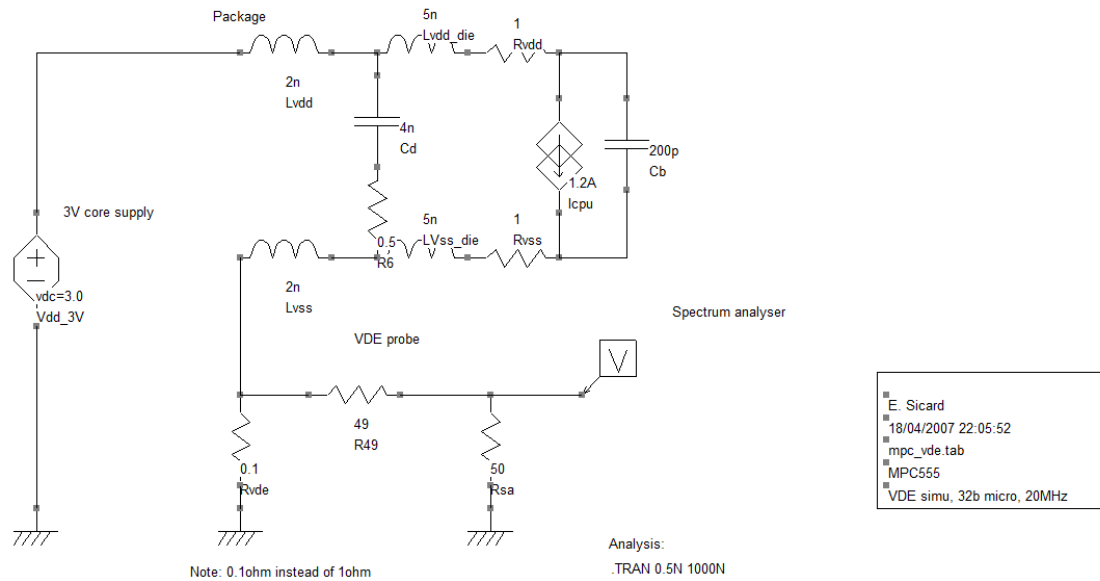 Package
5n
Lvdd_die
1
Rvdd
2n
Lvdd
4n
Cd
1.2A
Icpu
200p
Cb
3V core supply
vdc=3.0
Vdd_3V
0.5
R6
5n
LVss_die
1
Rvss
2n
Lvss
Spectrum analyser
VDE probe
V
49
R49
0.1
Rvde
50
Rsa
E. Sicard
18/04/2007 22:05:52
mpc_vde.tab
MPC555
VDE simu, 32b micro, 20MHz
Analysis:
.TRAN 0.5N 1000N
Note: 0.1ohm instead of 1ohm